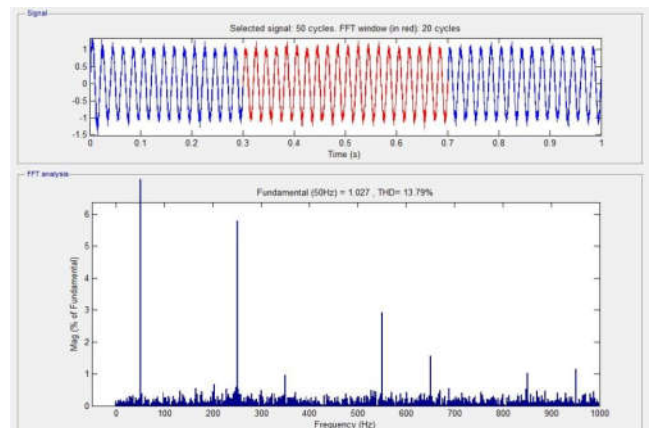 Signal
Selected signal: 50 cycles. FFT window (in red): 20 cycles
1
0.5
0
-0.5
-1
-1.5
0 0.1 0.2 0.3 0.4 0.5 0.6 0.7 0.8 0.9 1
Time (s)
FFT analysis
Fundamental (50Hz) = 1.027 , THD= 13.79%
6
5
4
3
2
1
0
Mag (% of Fundamental)
0 100 200 300 400 500 600 700 800 900 1000
Frequency (Hz)